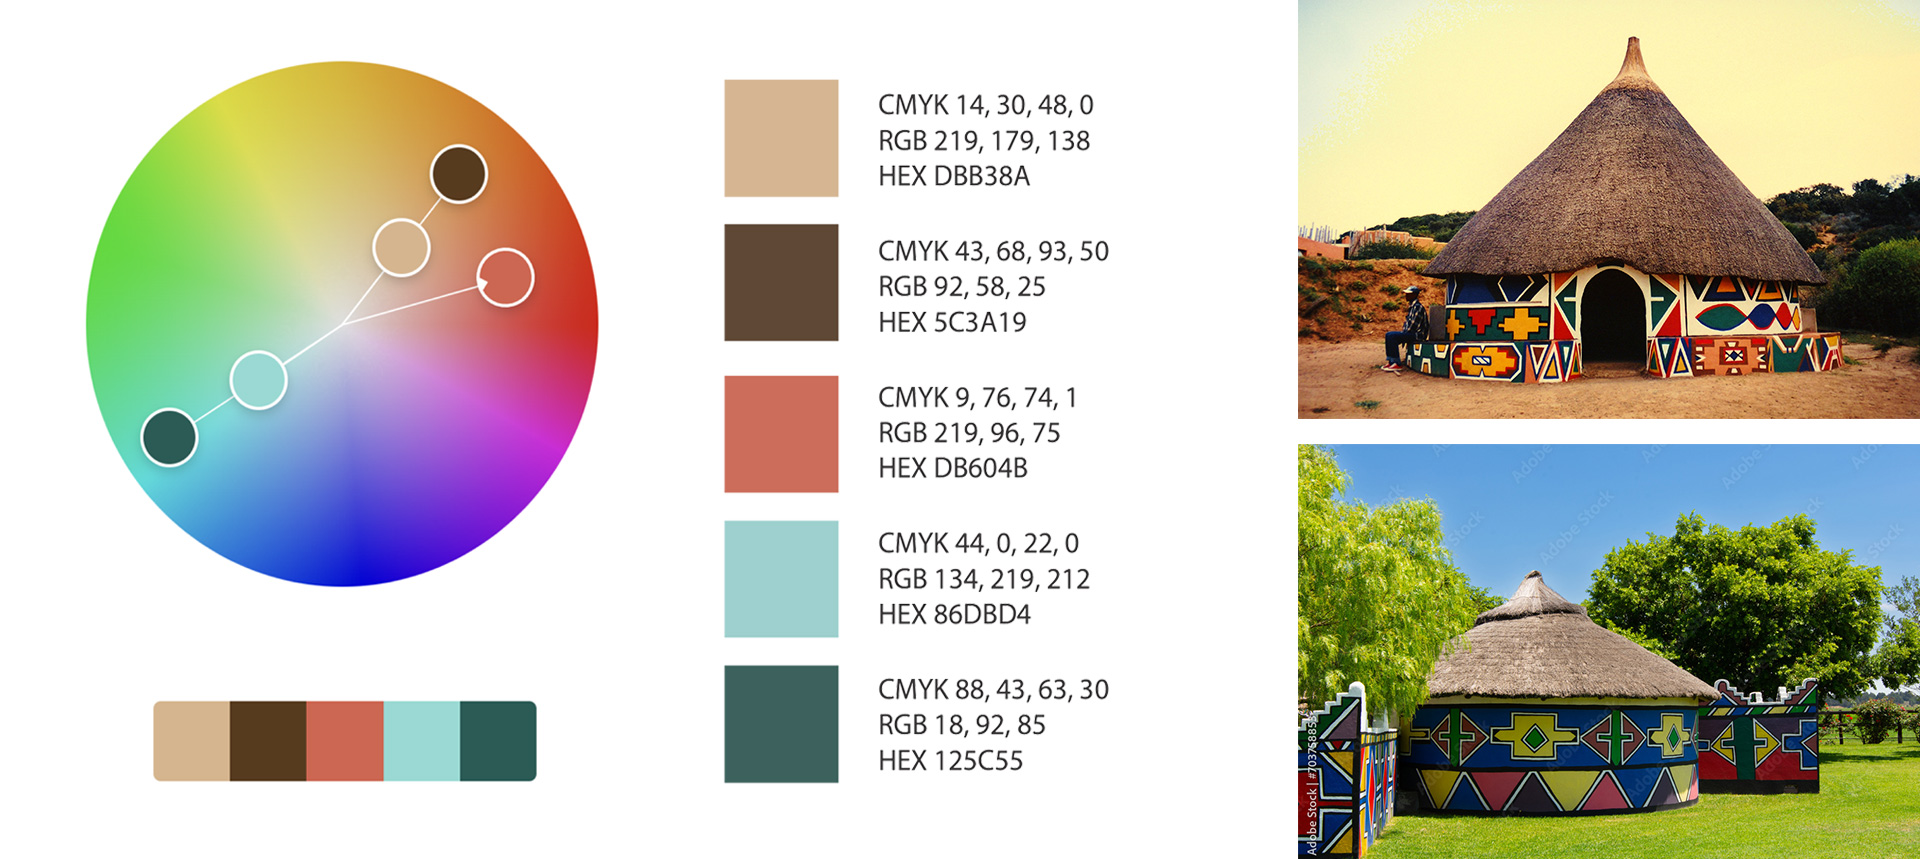 CMYK 14, 30, 48, 0
RGB 219, 179, 138
HEX DBB38A
CMYK 43, 68, 93, 50
RGB 92, 58, 25
HEX 5C3A19
CMYK 9, 76, 74, 1
RGB 219, 96, 75
HEX DB604B
CMYK 44, 0, 22, 0
RGB 134, 219, 212
HEX 86DBD4
CMYK 88, 43, 63, 30
RGB 18, 92, 85
HEX 125C55
Adobe Stock